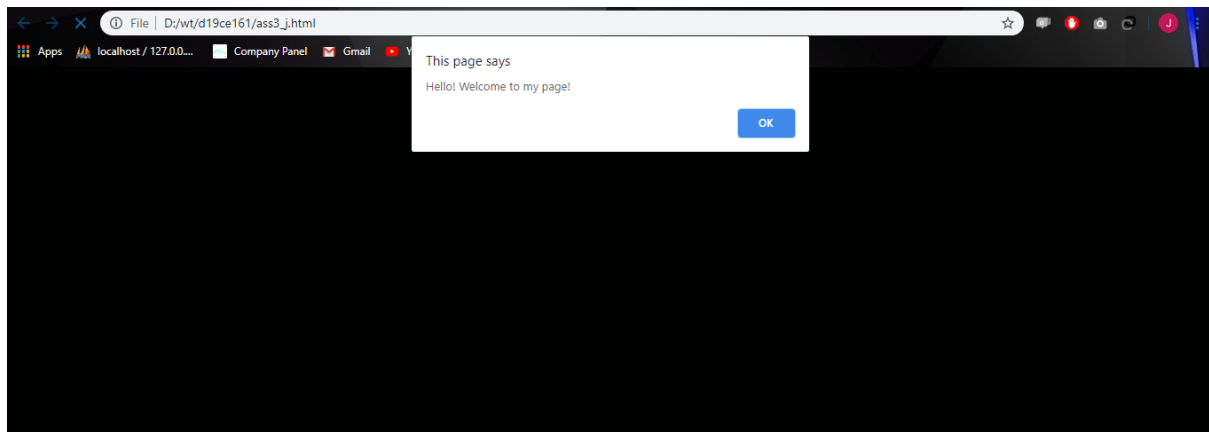 File | D:/wt/d19ce161/ass3_j.html
J
Apps localhost / 127.0.0.... Company Panel Gmail Y
This page says
Hello! Welcome to my page!
OK